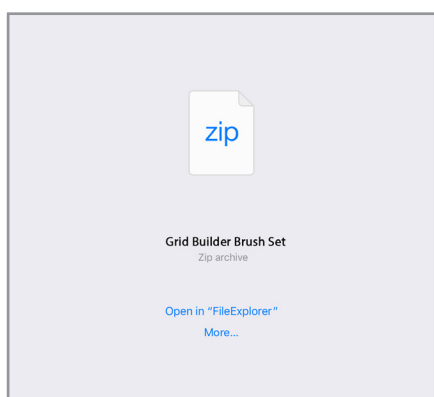 zip
Grid Builder Brush Set
Zip archive
Open in “FileExplorer”
More...